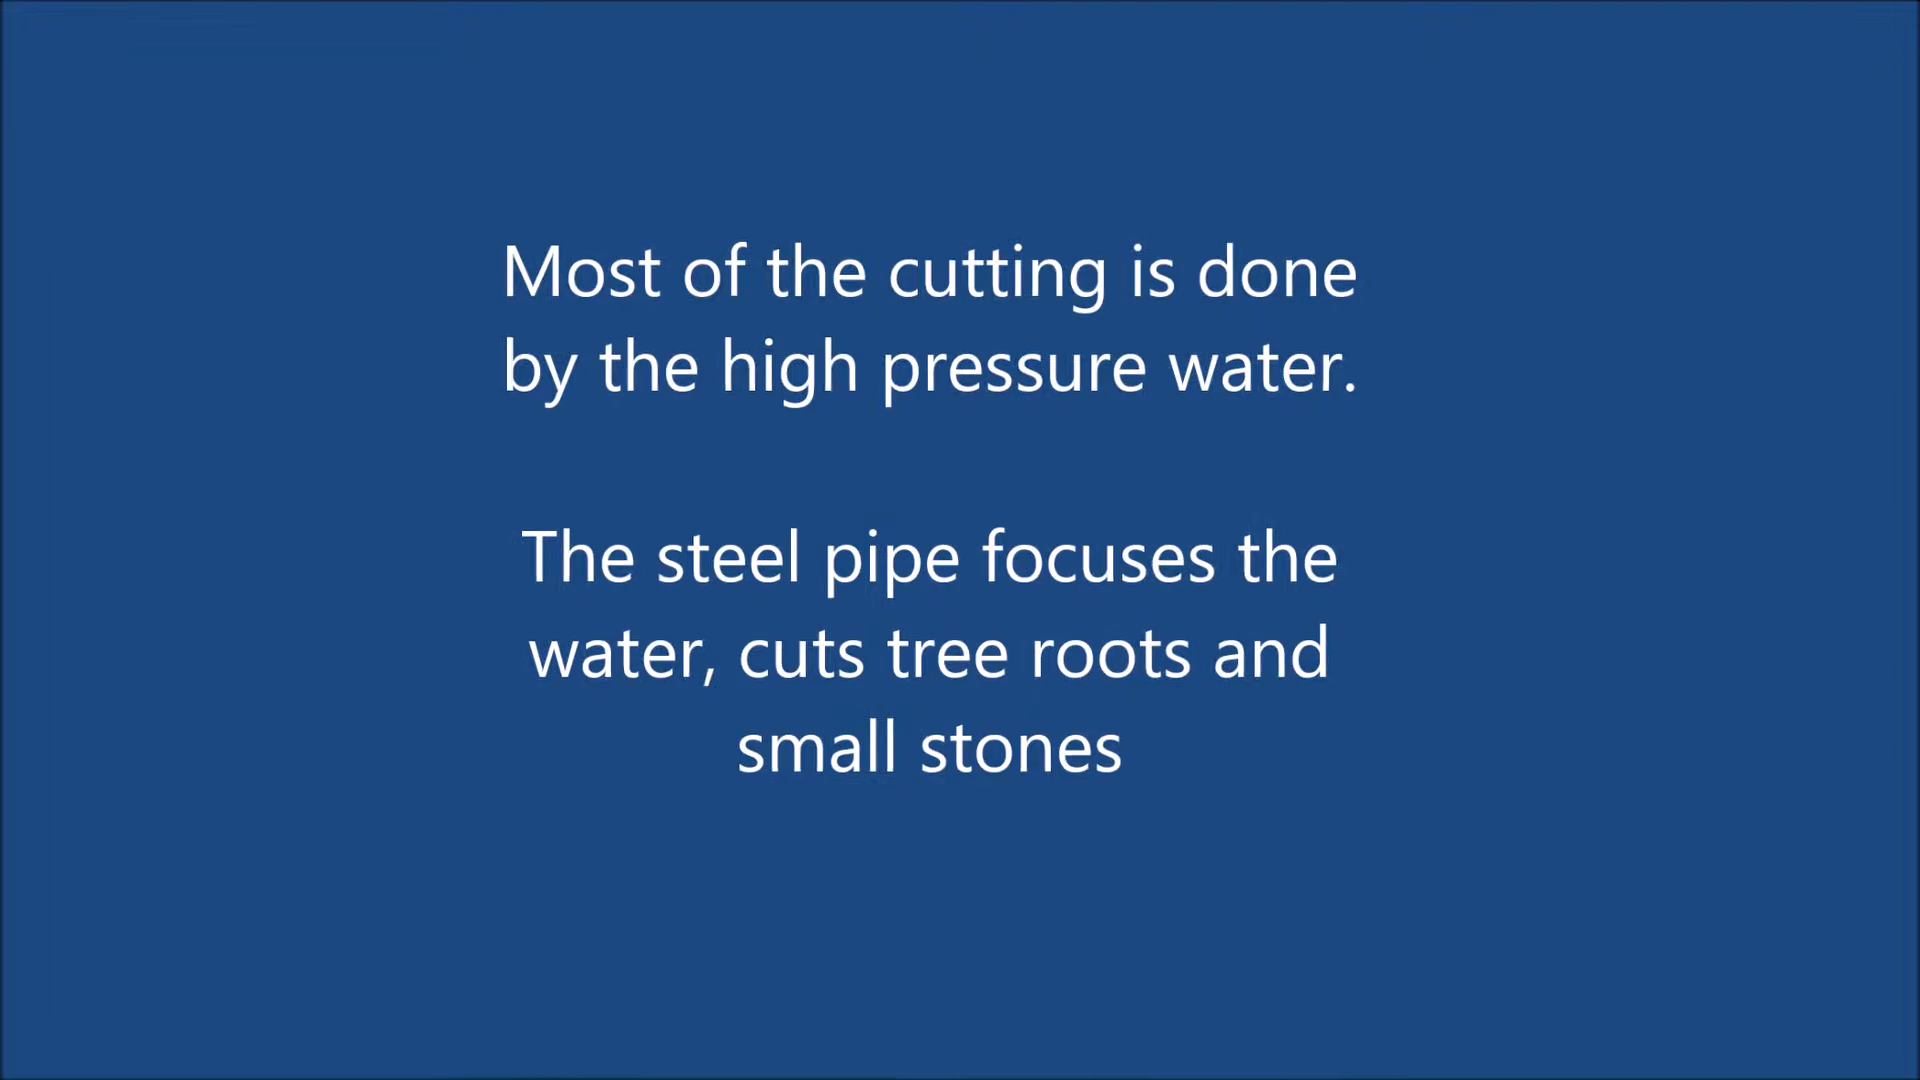 Most of the cutting is done
by the high pressure water.
The steel pipe focuses the
water, cuts tree roots and
small stones